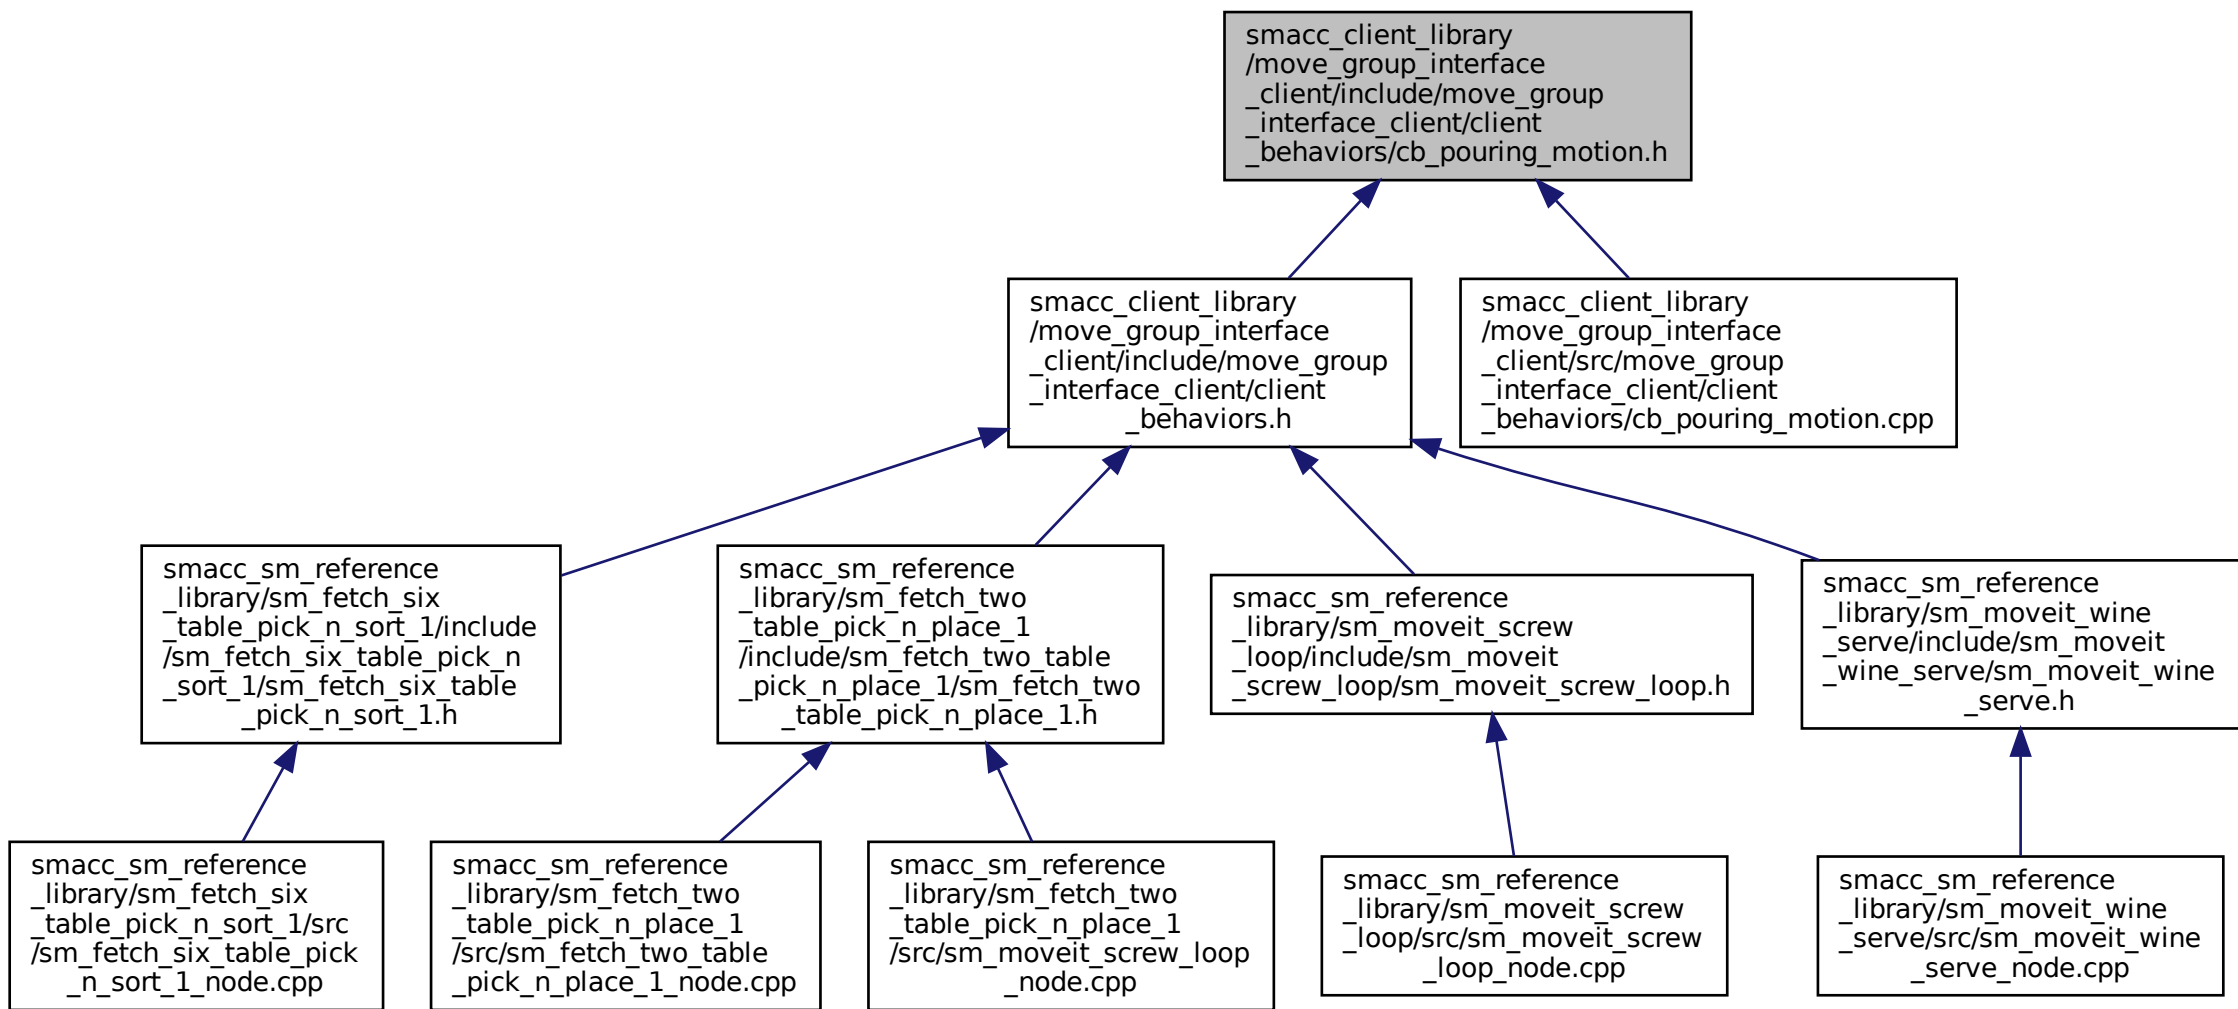 smacc_client_library
/move_group_interface
_client/include/move_group
_interface_client/client
_behaviors/cb_pouring_motion.h
smacc_client_library
/move_group_interface
_client/include/move_group
_interface_client/client
_behaviors.h
smacc_client_library
/move_group_interface
_client/src/move_group
_interface_client/client
_behaviors/cb_pouring_motion.cpp
smacc_sm_reference
_library/sm_fetch_six
_table_pick_n_sort_1/include
/sm_fetch_six_table_pick_n
_sort_1/sm_fetch_six_table
_pick_n_sort_1.h
smacc_sm_reference
_library/sm_fetch_two
_table_pick_n_place_1
/include/sm_fetch_two_table
_pick_n_place_1/sm_fetch_two
_table_pick_n_place_1.h
smacc_sm_reference
_library/sm_moveit_screw
_loop/include/sm_moveit
_screw_loop/sm_moveit_screw_loop.h
smacc_sm_reference
_library/sm_moveit_wine
_serve/include/sm_moveit
_wine_serve/sm_moveit_wine
_serve.h
smacc_sm_reference
_library/sm_fetch_six
_table_pick_n_sort_1/src
/sm_fetch_six_table_pick
_n_sort_1_node.cpp
smacc_sm_reference
_library/sm_fetch_two
_table_pick_n_place_1
/src/sm_fetch_two_table
_pick_n_place_1_node.cpp
smacc_sm_reference
_library/sm_fetch_two
_table_pick_n_place_1
/src/sm_moveit_screw_loop
_node.cpp
smacc_sm_reference
_library/sm_moveit_screw
_loop/src/sm_moveit_screw
_loop_node.cpp
smacc_sm_reference
_library/sm_moveit_wine
_serve/src/sm_moveit_wine
_serve_node.cpp